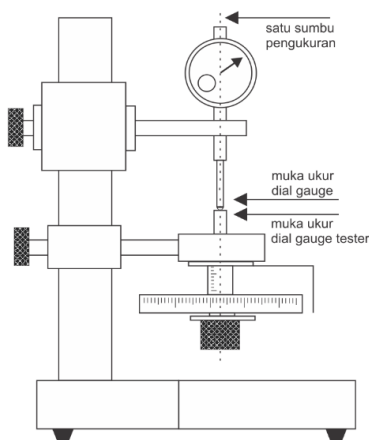 satu sumbu
pengukuran
muka ukur
dial gauge
muka ukur
dial gauge tester